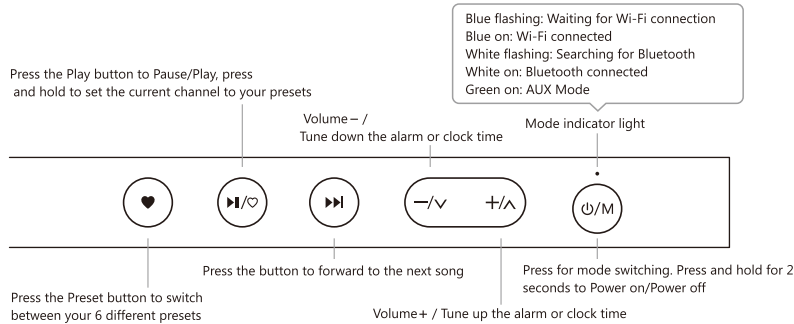 Blue flashing: Waiting for Wi-Fi connection
Blue on: Wi-Fi connected
White flashing: Searching for Bluetooth
White on: Bluetooth connected
Green on: AUX Mode
Press the Play button to Pause/Play, press
and hold to set the current channel to your presets
Volume− /
Tune down the alarm or clock time
Mode indicator light
/M
Press the button to forward to the next song
Press for mode switching. Press and hold for 2
seconds to Power on/Power off
Press the Preset button to switch
between your 6 different presets
Volume+ / Tune up the alarm or clock time